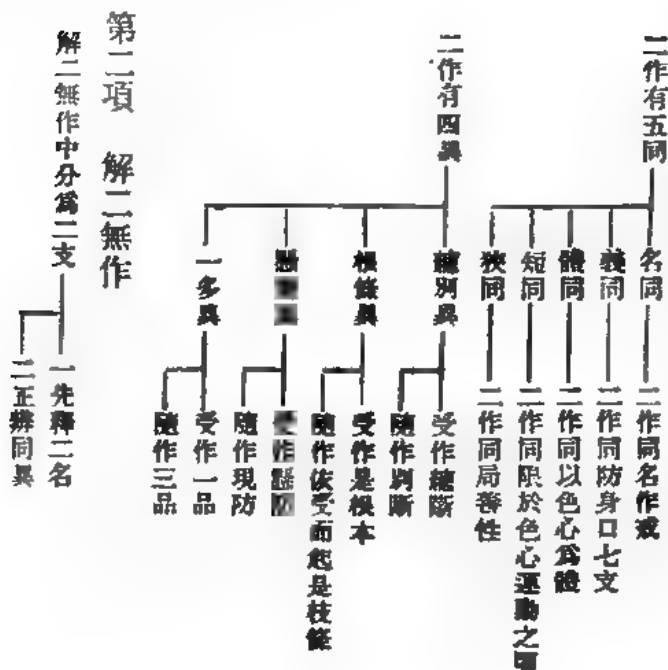 二作有五同
名同
二作同名作戒
義同
二作同防身口七支
體同
二作同以色心爲體
短同
二作同限於色心運動之
狹同
二作同局善性
二作有四異
總別異
受作總斷
隨作別斷
根條異
受作是根本
隨作依受而起是枝條
受作懸防
隨作現防
一多異
受作一品
隨作三品
第二項 解二無作
解二無作中分爲二支
一先釋二名
二正辨同異